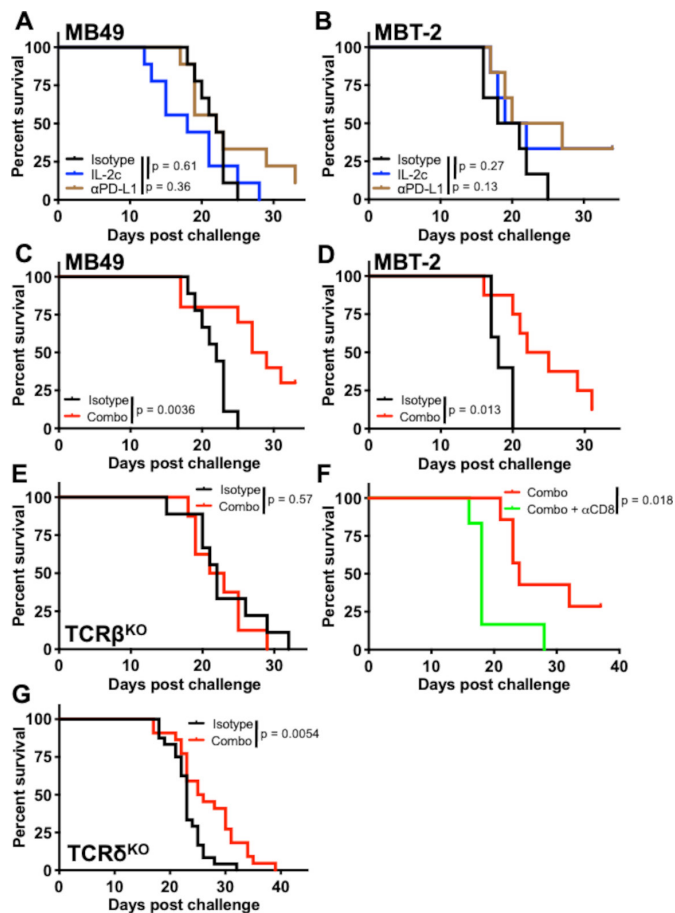 A MB49
Percent survival
100
75
50
25
0
Isotype
IL-2c
αPD-L1
p = 0.61
p = 0.36
0 10 20 30
Days post challenge
B MBT-2
Percent survival
100
75
50
25
0
Isotype
IL-2c
αPD-L1
p = 0.27
p = 0.13
0 10 20 30
Days post challenge
C MB49
Percent survival
100
75
50
25
0
Isotype
Combo
p = 0.0036
0 10 20 30
Days post challenge
D MBT-2
Percent survival
100
75
50
25
0
Isotype
Combo
p = 0.013
0 10 20 30
Days post challenge
E
Percent survival
100
75
50
25
0
Isotype
Combo
p = 0.57
TCRβKO
0 10 20 30
Days post challenge
F
Percent survival
100
75
50
25
0
Combo
Combo + αCD8
p = 0.018
0 10 20 30 40
Days post challenge
G
Percent survival
100
75
50
25
0
Isotype
Combo
p = 0.0054
TCRδKO
0 10 20 30 40
Days post challenge